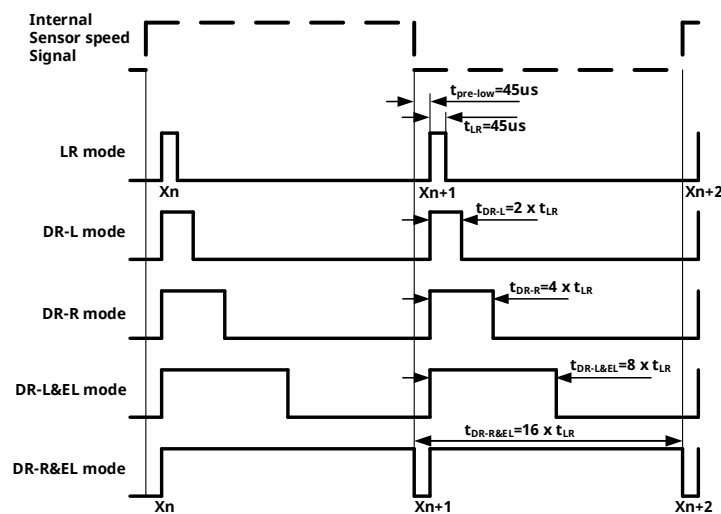 Internal
Sensor speed
Signal
tpre-low=45us
tLR=45us
LR mode
Xn
Xn+1
Xn+2
tDR-L=2 x tLR
DR-L mode
tDR-R=4 x tLR
DR-R mode
tDR-L&EL=8 x tLR
DR-L&EL mode
tDR-R&EL=16 x tLR
DR-R&EL mode
Xn
Xn+1
Xn+2